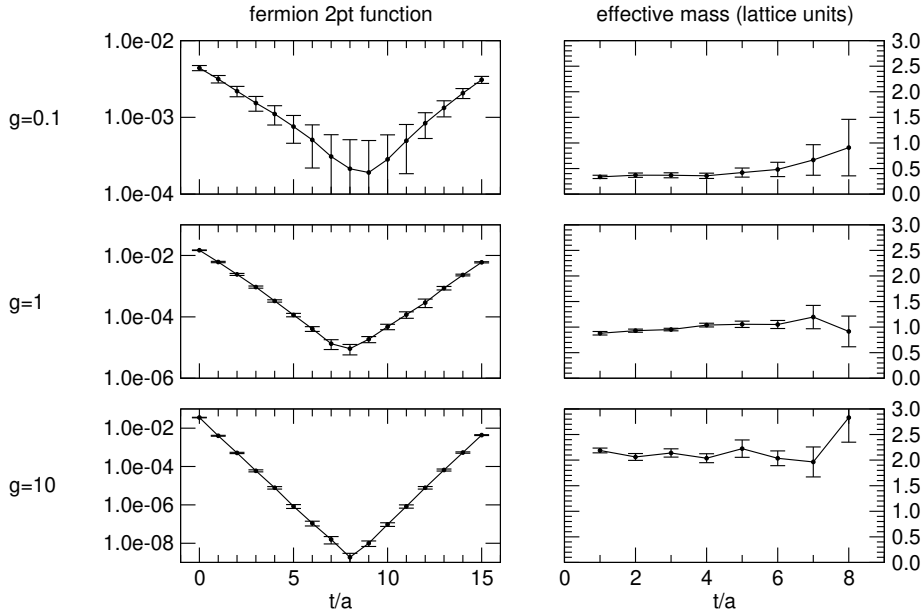 fermion 2pt function
effective mass (lattice units)
g=0.1
1.0e-02
1.0e-03
1.0e-04
3.0
2.5
2.0
1.5
1.0
0.5
0.0
g=1
1.0e-02
1.0e-04
1.0e-06
3.0
2.5
2.0
1.5
1.0
0.5
0.0
g=10
1.0e-02
1.0e-04
1.0e-06
1.0e-08
3.0
2.5
2.0
1.5
1.0
0.5
0.0
0 5 10 15
0 2 4 6 8
t/a
t/a